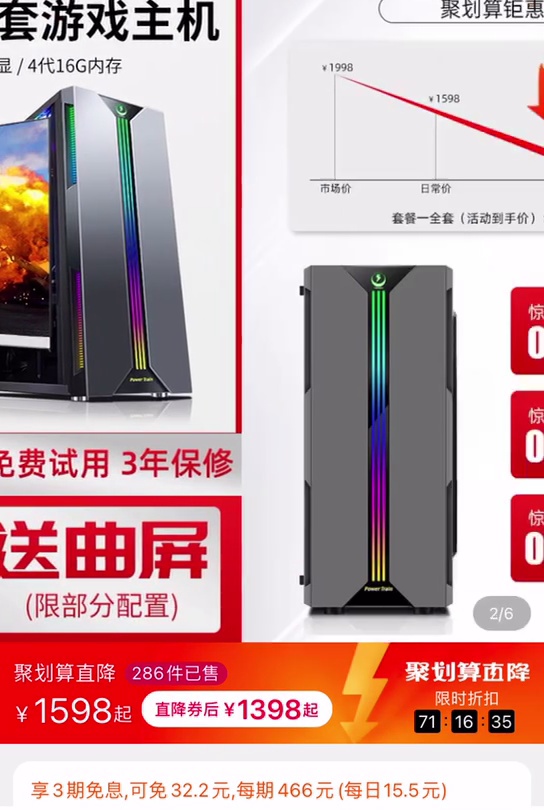 套游戏主机
显 / 4代16G内存
Power Train
免费试用 3年保修
送曲屏
(限部分配置)
聚划算钜惠
¥1998
¥1598
市场价
日常价
套餐一全套（活动到手价）
惊
0
惊
0
惊
0
Power Train
2/6
聚划算直降 286件已售
¥1598起 直降券后 ¥1398起
聚划算直降
限时折扣
71:16:35
享3期免息,可免 32.2元,每期466元(每日15.5元)